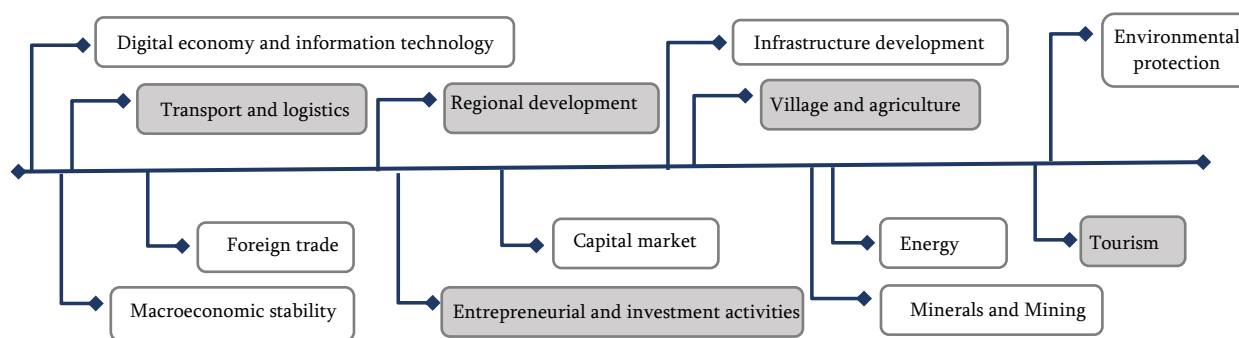 Digital economy and information technology
Infrastructure development
Environmental
protection
Transport and logistics
Regional development
Village and agriculture
Foreign trade
Capital market
Energy
Tourism
Macroeconomic stability
Entrepreneurial and investment activities
Minerals and Mining